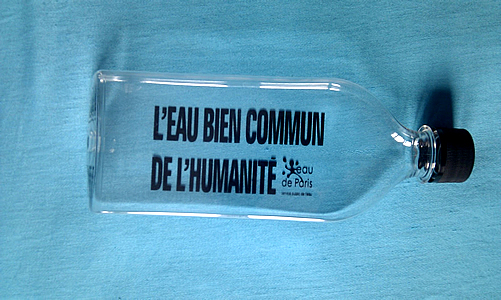 L'EAU BIEN COMMUN
DE L'HUMANITÉ
eau
de Paris